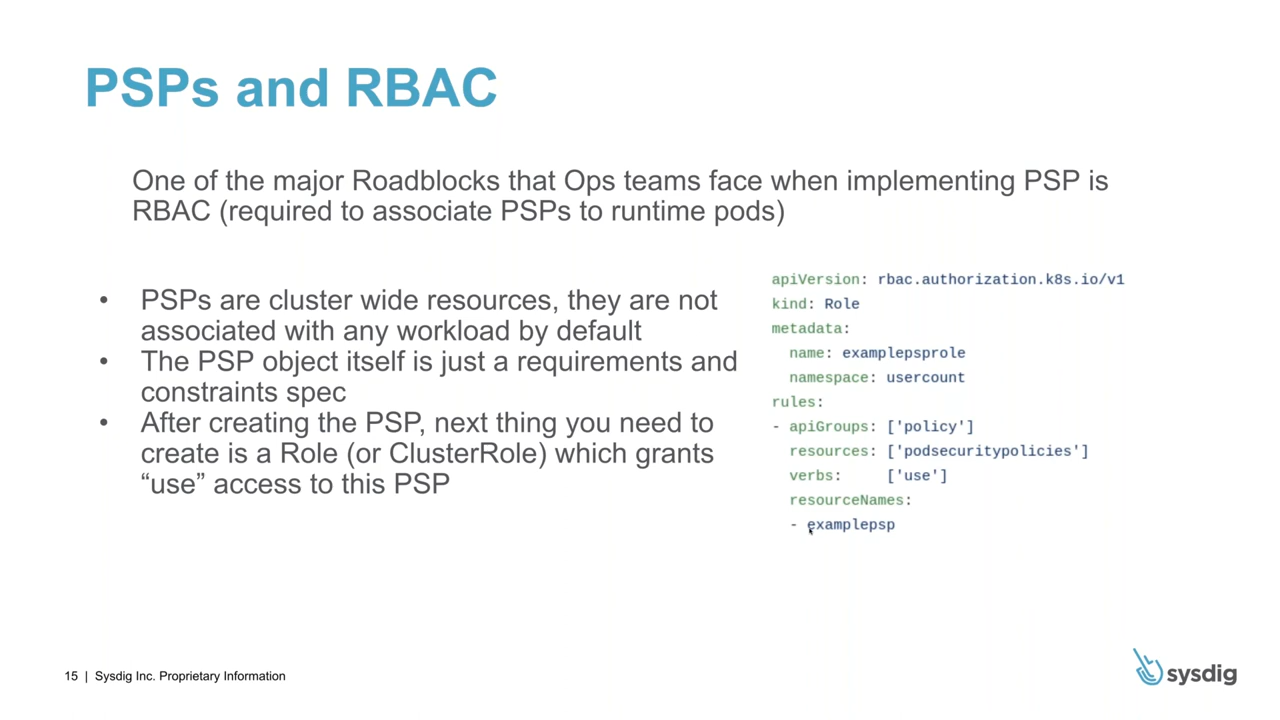 PSPs and RBAC
One of the major Roadblocks that Ops teams face when implementing PSP is
RBAC (required to associate PSPs to runtime pods)
• PSPs are cluster wide resources, they are not
associated with any workload by default
• The PSP object itself is just a requirements and
constraints spec
• After creating the PSP, next thing you need to
create is a Role (or ClusterRole) which grants
“use” access to this PSP
apiVersion: rbac.authorization.k8s.io/v1
kind: Role
metadata:
  name: examplepsprole
  namespace: usercount
rules:
- apiGroups: ['policy']
  resources: ['podsecuritypolicies']
  verbs:     ['use']
  resourceNames:
  - examplepsp
15 | Sysdig Inc. Proprietary Information
sysdig